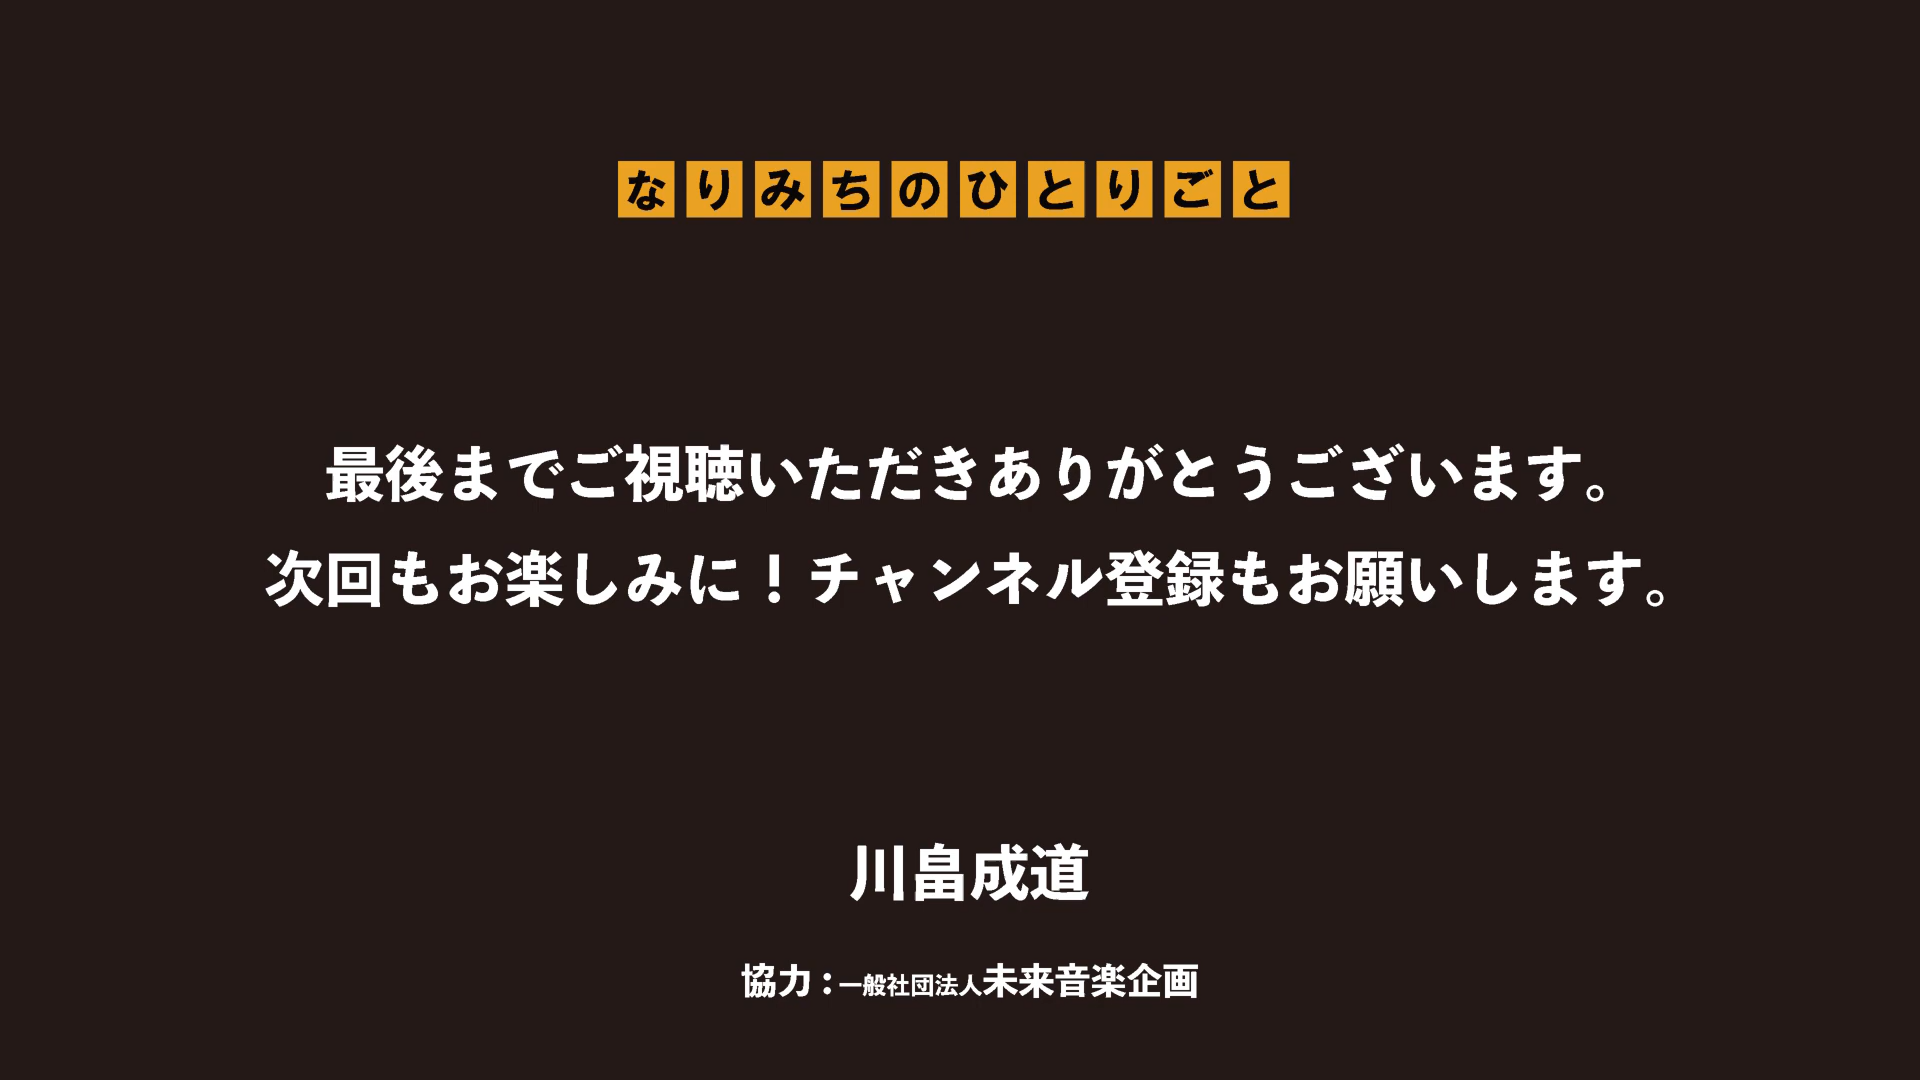 なりみちのひとりごと
最後までご視聴いただきありがとうございます。
次回もお楽しみに！チャンネル登録もお願いします。
川畠成道
協力：一般社団法人未来音楽企画